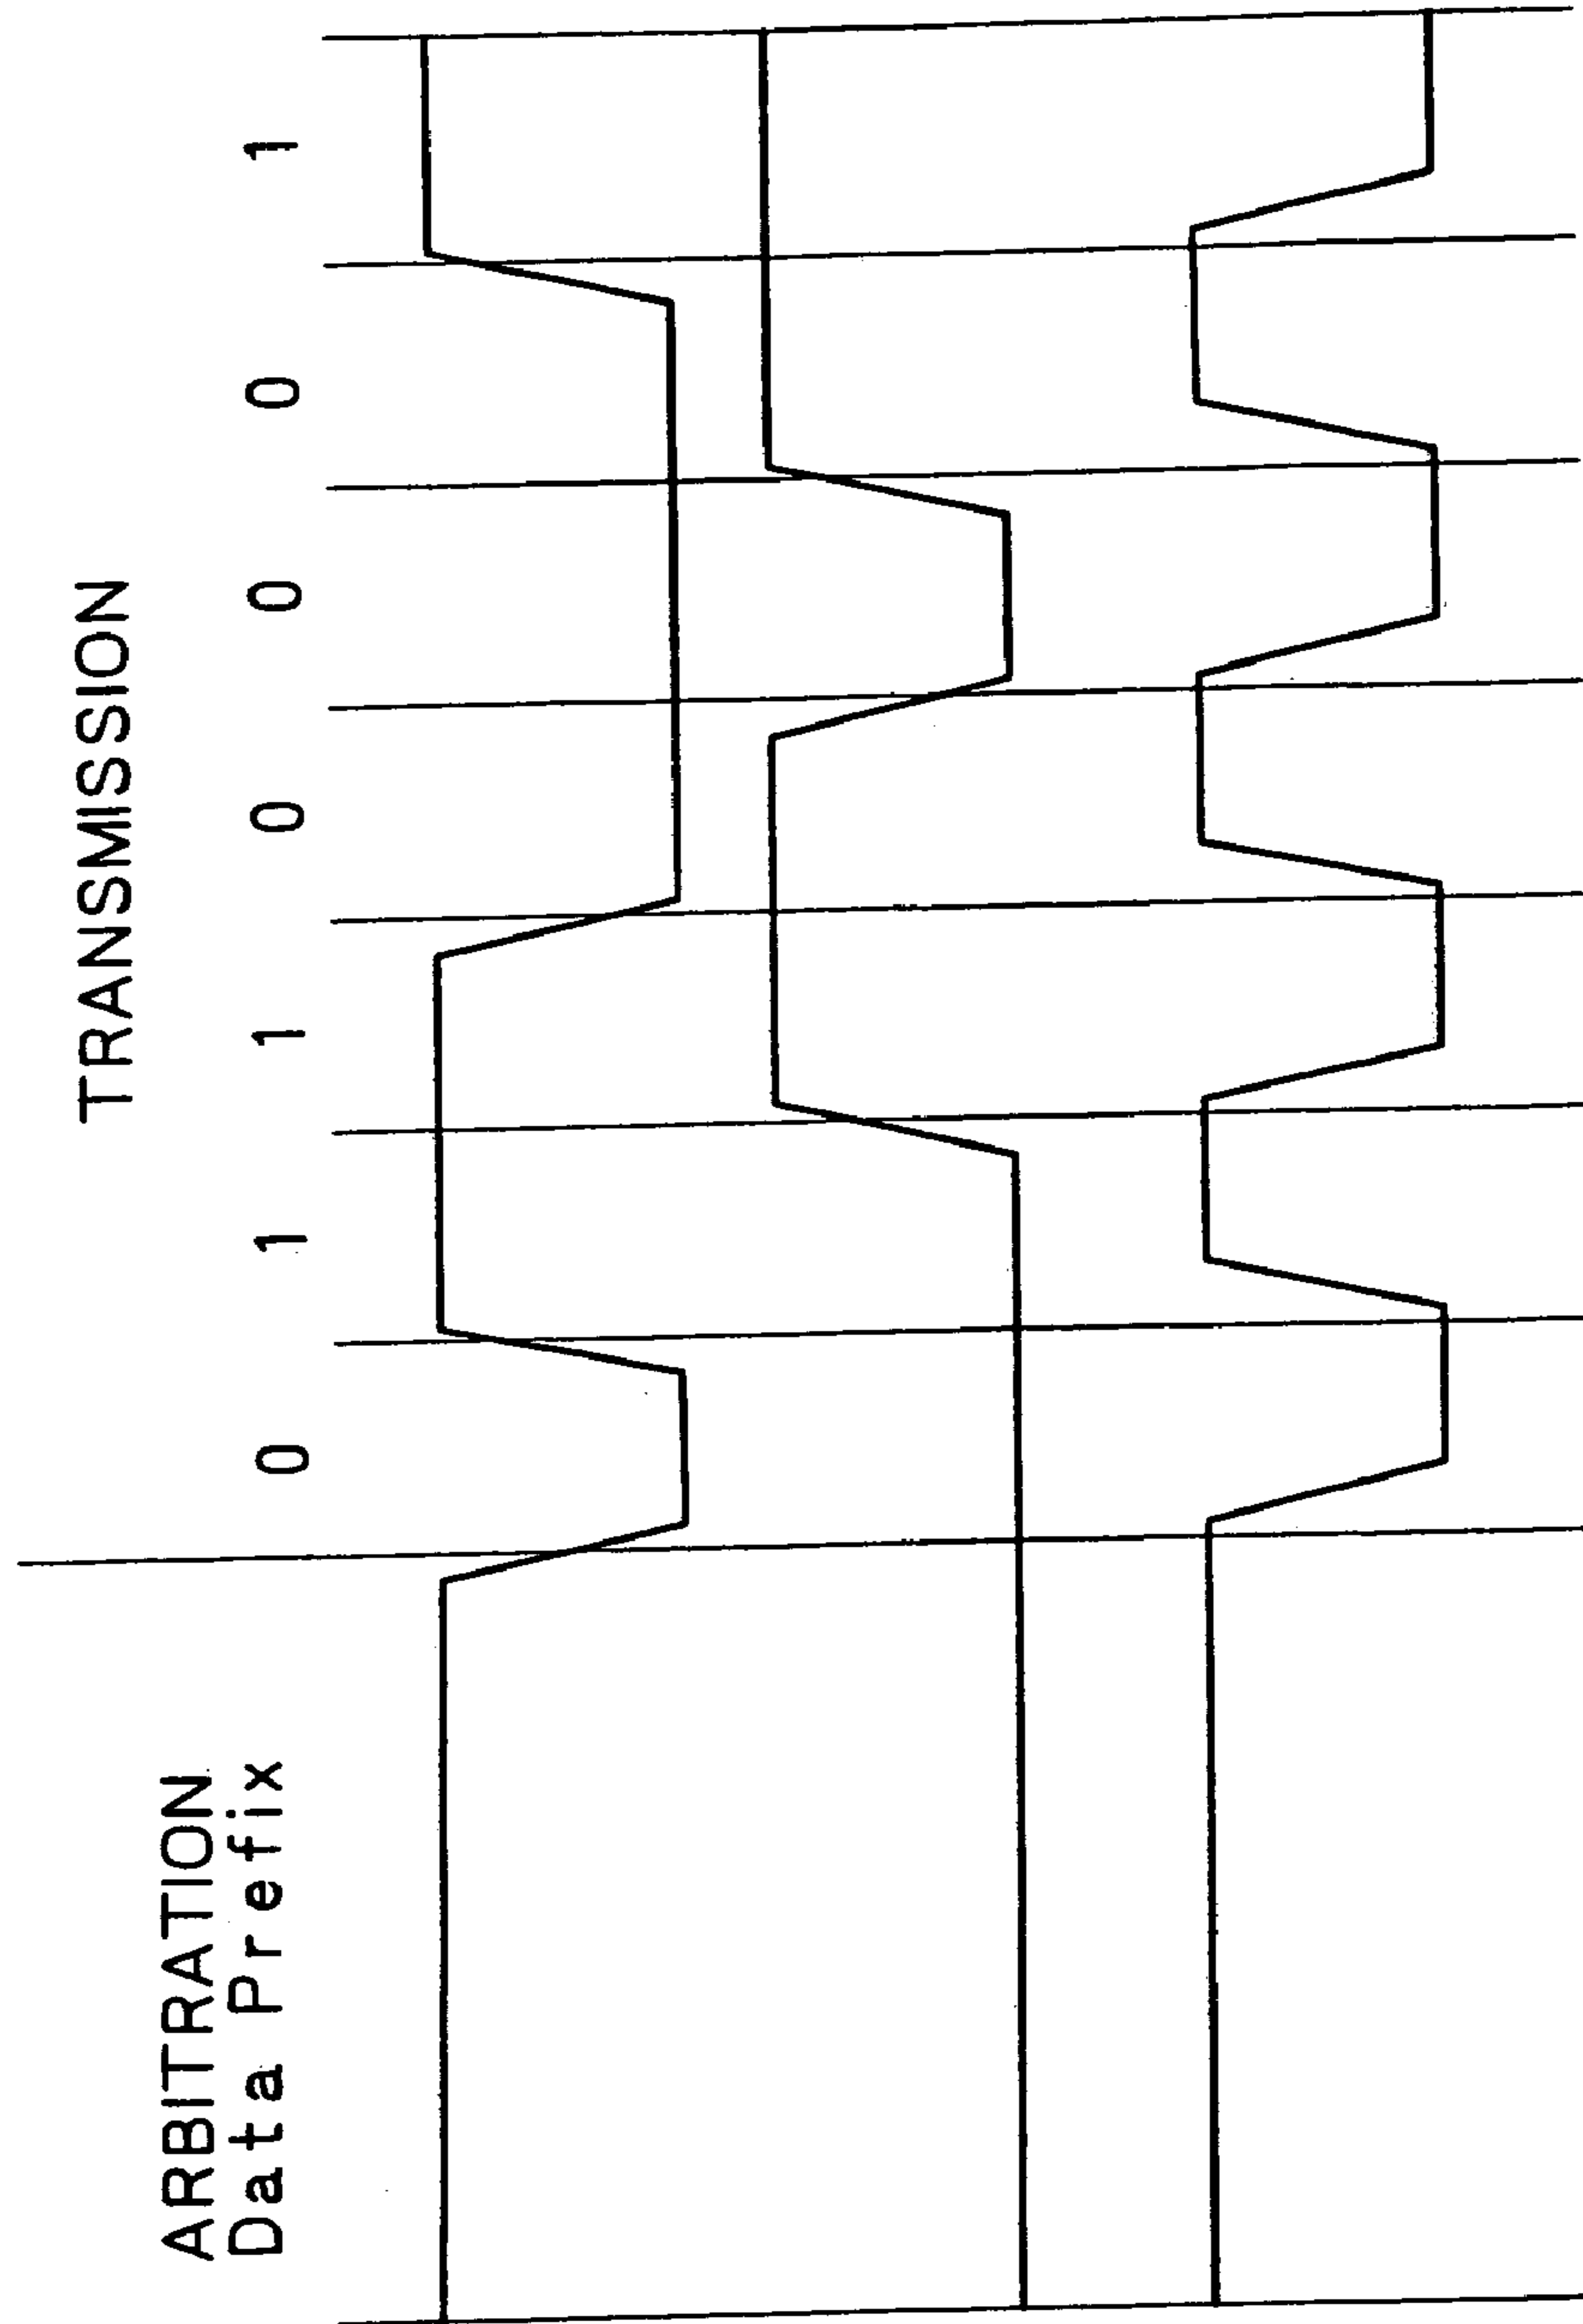 TRANSMISSION
ARBITRATION
Data Prefix
0 1 1 0 0 0 1